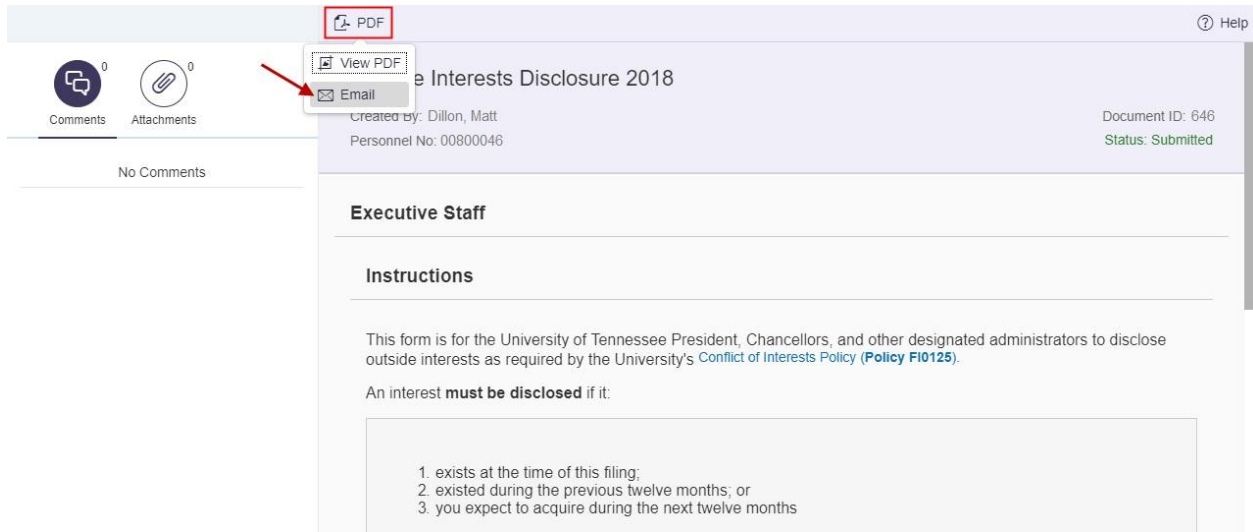 PDF
Help
View PDF
Email
e Interests Disclosure 2018
0
0
Comments
Attachments
Created By: Dillon, Matt
Document ID: 646
Personnel No: 00800046
Status: Submitted
No Comments
Executive Staff
Instructions
This form is for the University of Tennessee President, Chancellors, and other designated administrators to disclose
outside interests as required by the University's Conflict of Interests Policy (Policy FI0125).
An interest must be disclosed if it:
1. exists at the time of this filing;
2. existed during the previous twelve months; or
3. you expect to acquire during the next twelve months